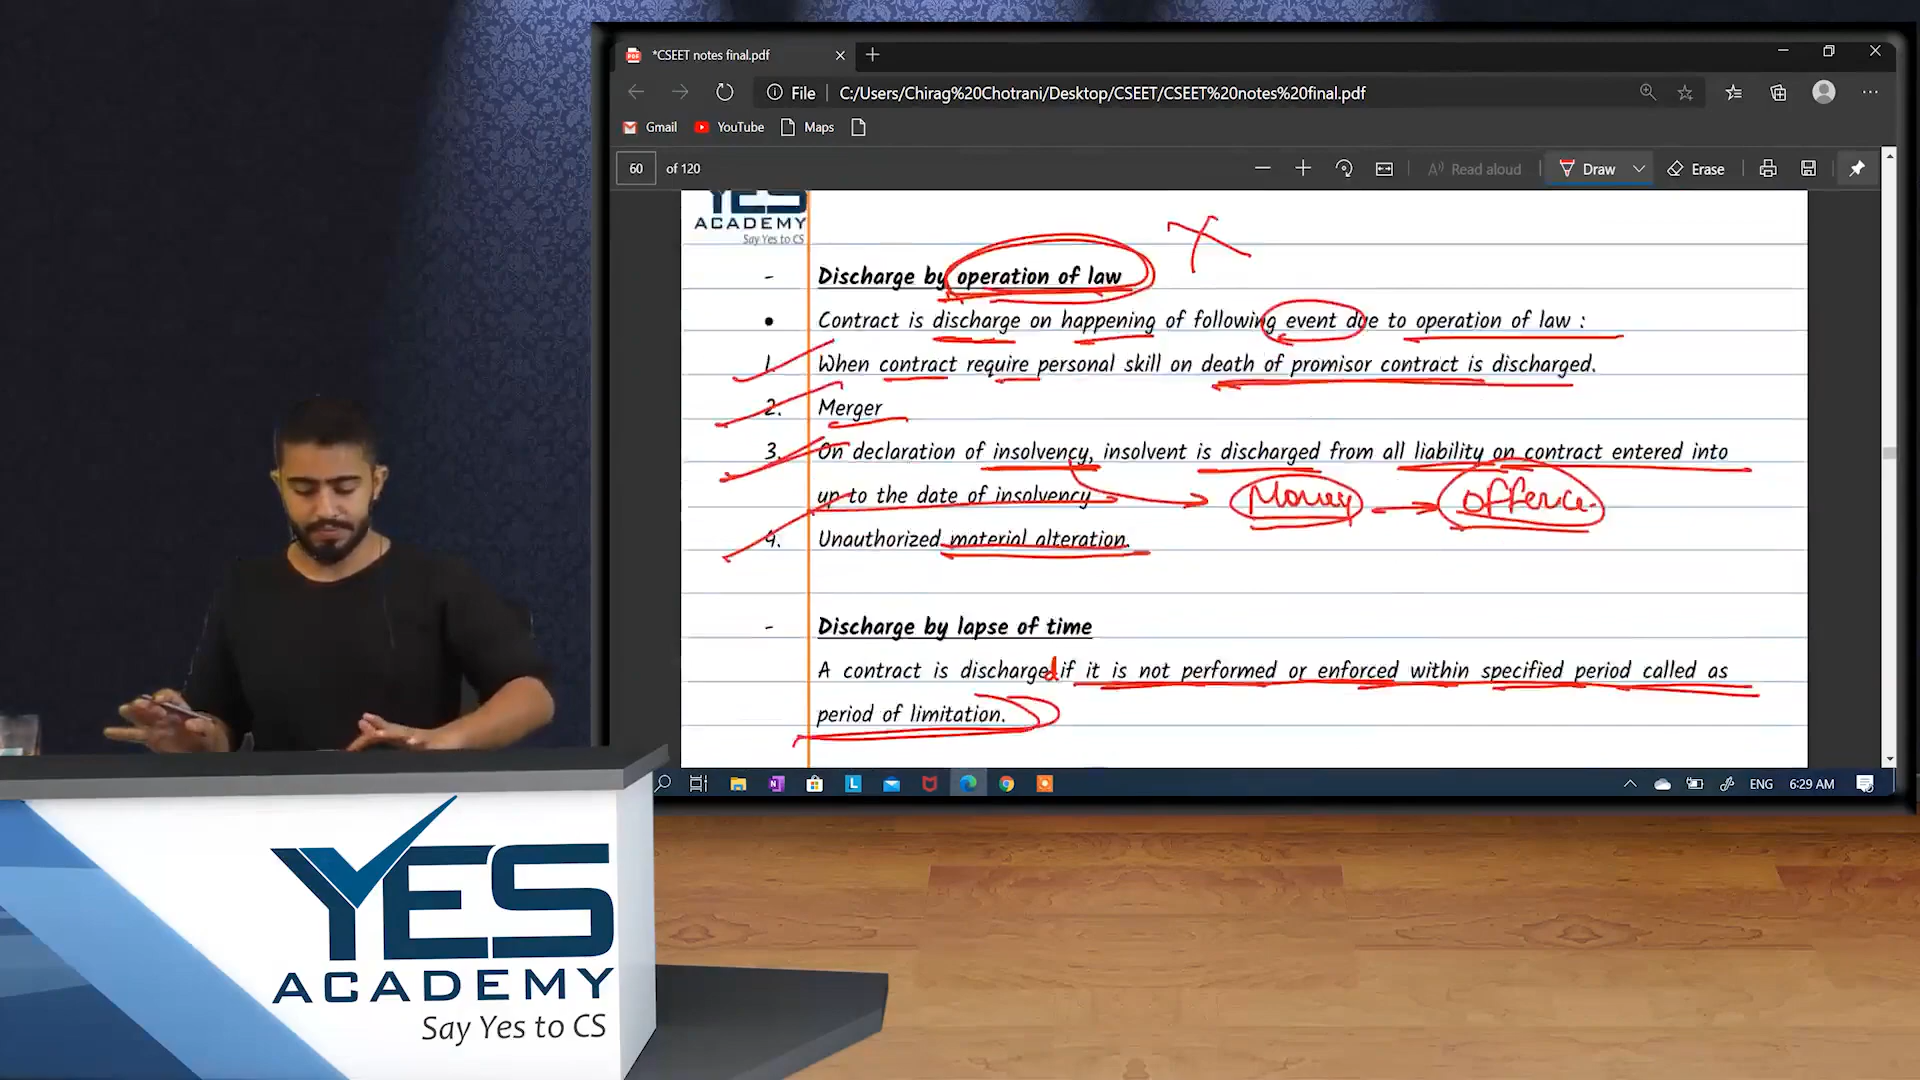 *CSEET notes final.pdf
File C:/Users/Chirag%20Chotrani/Desktop/CSEET/CSEET%20notes%20final.pdf
Gmail YouTube Maps
60 of 120 Read aloud Draw Erase
YES
ACADEMY
Say Yes to CS
- Discharge by operation of law
• Contract is discharge on happening of following event due to operation of law :
1. When contract require personal skill on death of promisor contract is discharged.
2. Merger
3. On declaration of insolvency, insolvent is discharged from all liability on contract entered into
up to the date of insolvency Money offence.
4. Unauthorized material alteration.
- Discharge by lapse of time
A contract is discharged if it is not performed or enforced within specified period called as
period of limitation.
ENG 6:29 AM
YES
ACADEMY
Say Yes to CS